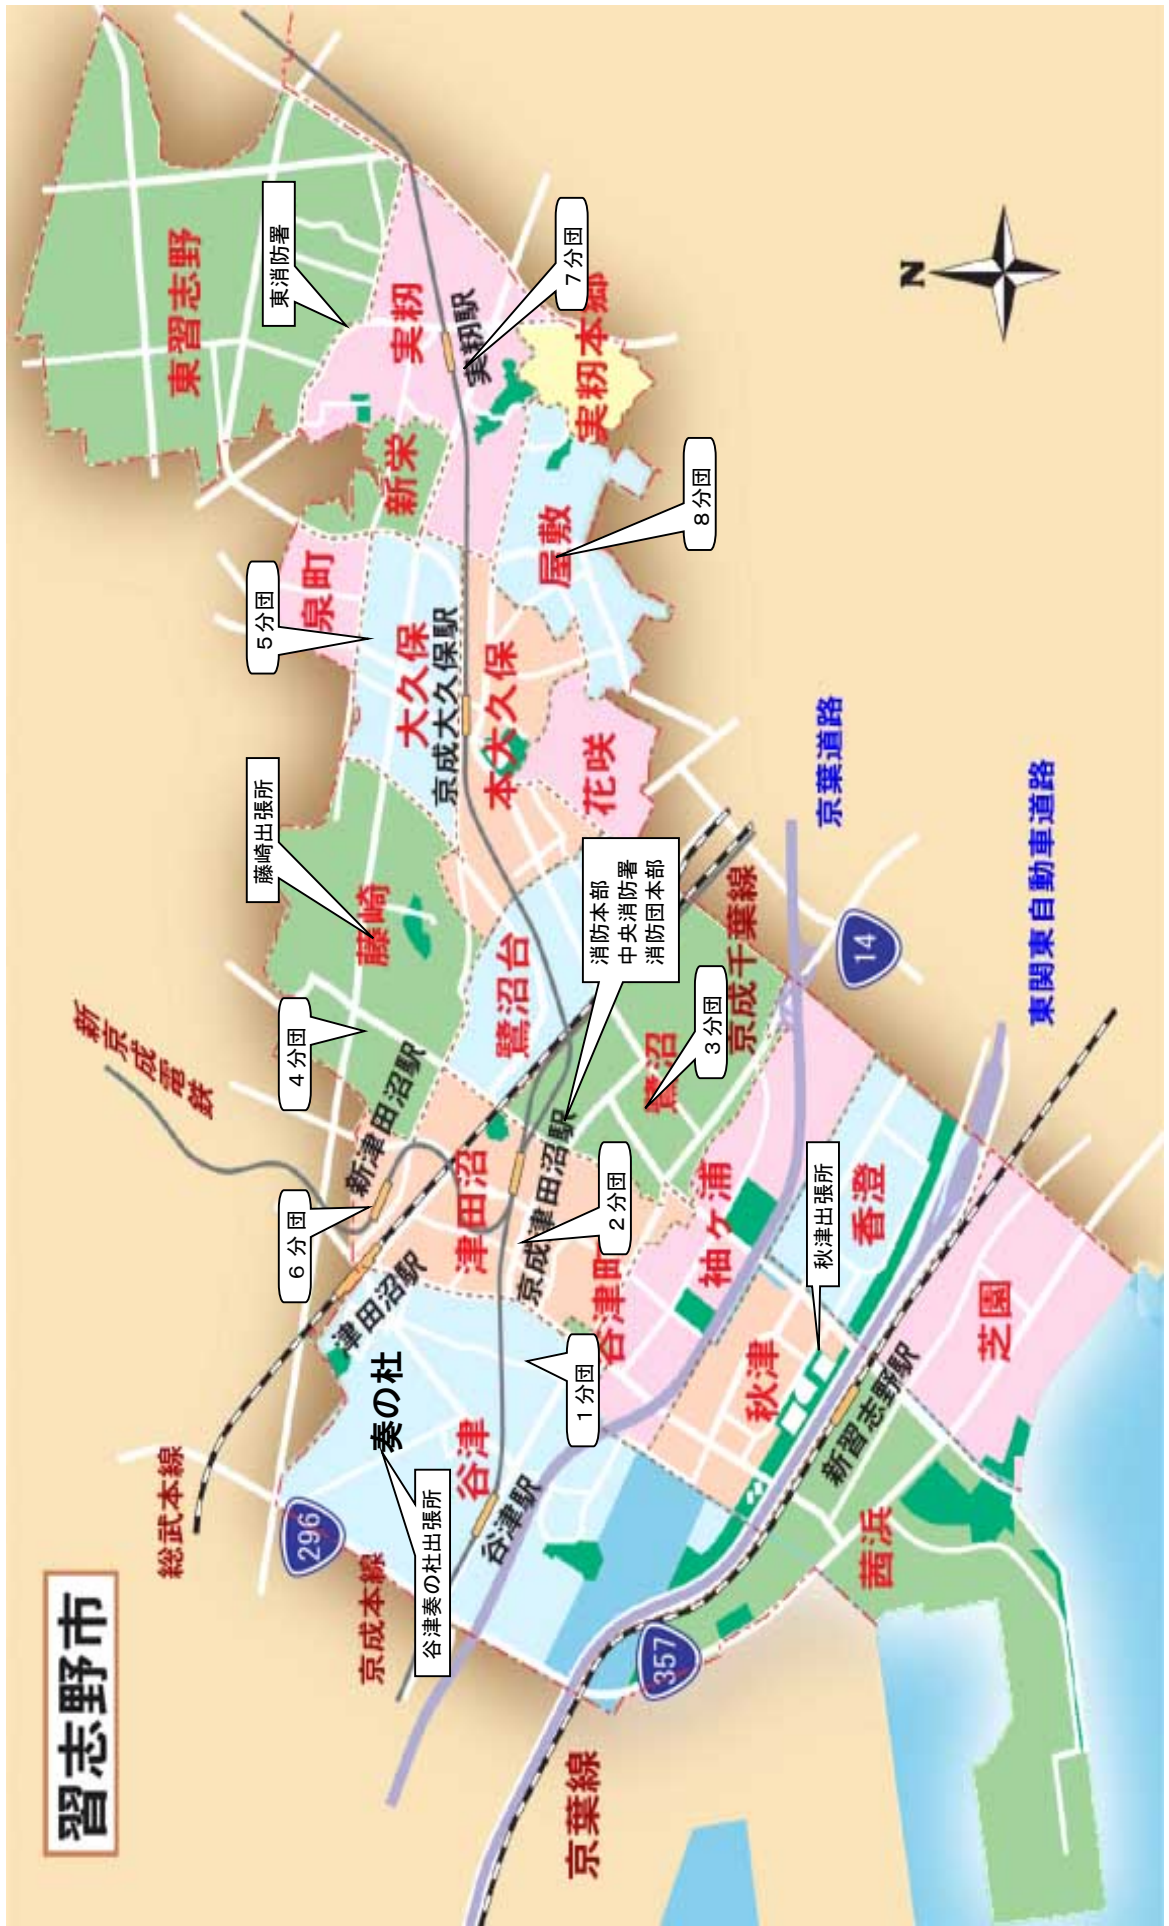 習志野市
N
東習志野
東消防署
実籾
実籾駅
7分団
実籾本郷
新栄
泉町
5分団
屋敷
8分団
大久保
京成大久保駅
本大久保
花咲
藤崎出張所
藤崎
4分団
鷺沼台
消防本部
中央消防署
消防団本部
鷺沼
3分団
京成千葉線
京葉道路
14
東関東自動車道路
新京成電鉄
新津田沼駅
6分団
津田沼
津田沼駅
京成津田沼駅
2分団
谷津町
袖ケ浦
香澄
秋津出張所
秋津
芝園
新習志野駅
茜浜
1分団
奏の杜
谷津
谷津駅
谷津奏の杜出張所
総武本線
296
京成本線
357
京葉線